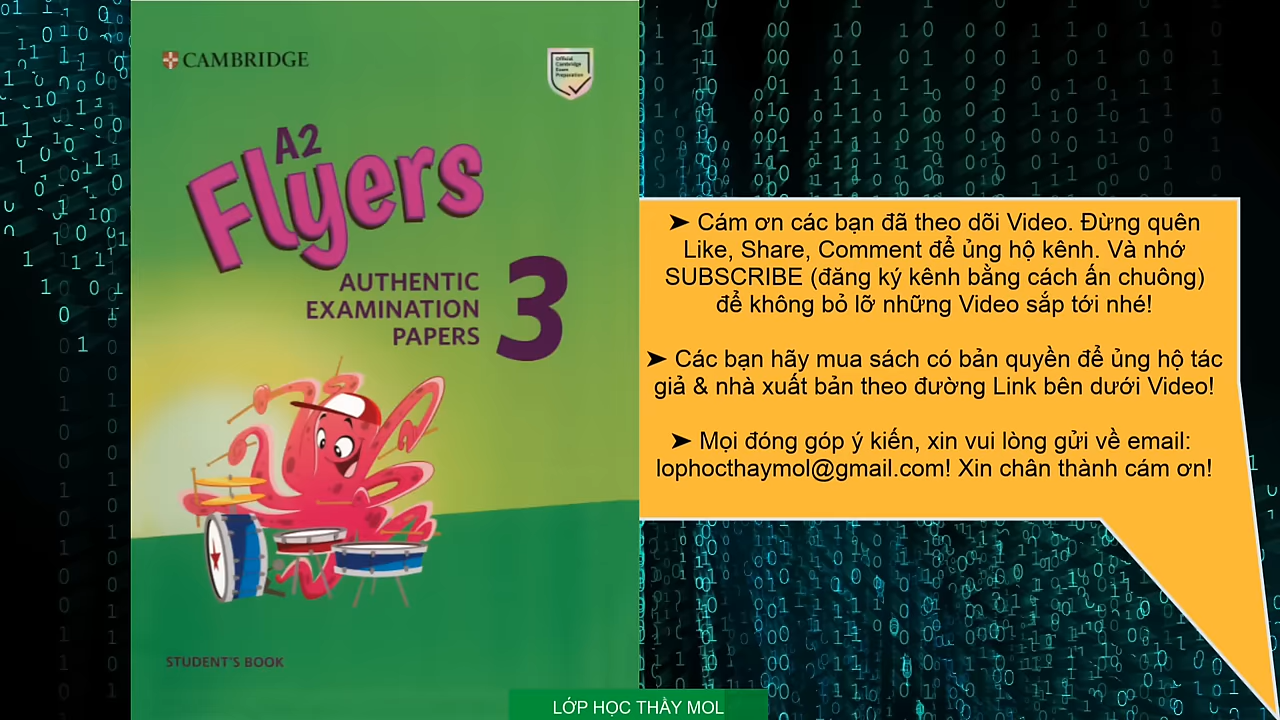 CAMBRIDGE
Official
Cambridge
Exam
Preparation
A2
Flyers
AUTHENTIC
EXAMINATION
PAPERS
3
STUDENT'S BOOK
➤ Cám ơn các bạn đã theo dõi Video. Đừng quên
Like, Share, Comment để ủng hộ kênh. Và nhớ
SUBSCRIBE (đăng ký kênh bằng cách ấn chuông)
để không bỏ lỡ những Video sắp tới nhé!
➤ Các bạn hãy mua sách có bản quyền để ủng hộ tác
giả & nhà xuất bản theo đường Link bên dưới Video!
➤ Mọi đóng góp ý kiến, xin vui lòng gửi về email:
lophocthaymol@gmail.com! Xin chân thành cám ơn!
LỚP HỌC THẦY MOL